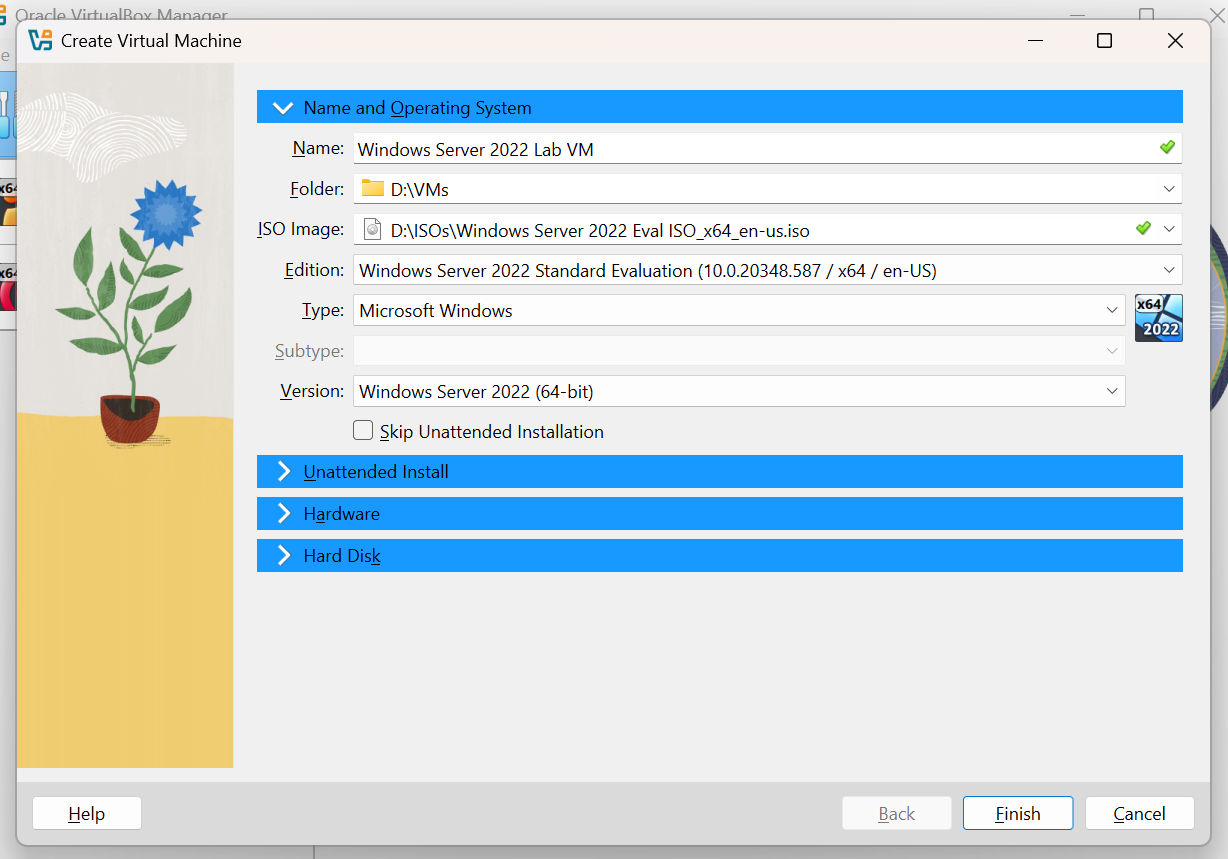 Oracle VirtualBox Manager
Create Virtual Machine
e
Name and Operating System
Name: Windows Server 2022 Lab VM
Folder: D:\VMs
ISO Image: D:\ISOs\Windows Server 2022 Eval ISO_x64_en-us.iso
Edition: Windows Server 2022 Standard Evaluation (10.0.20348.587 / x64 / en-US)
Type: Microsoft Windows
x64
2022
Subtype:
Version: Windows Server 2022 (64-bit)
Skip Unattended Installation
Unattended Install
Hardware
Hard Disk
x64
x64
Help
Back
Finish
Cancel